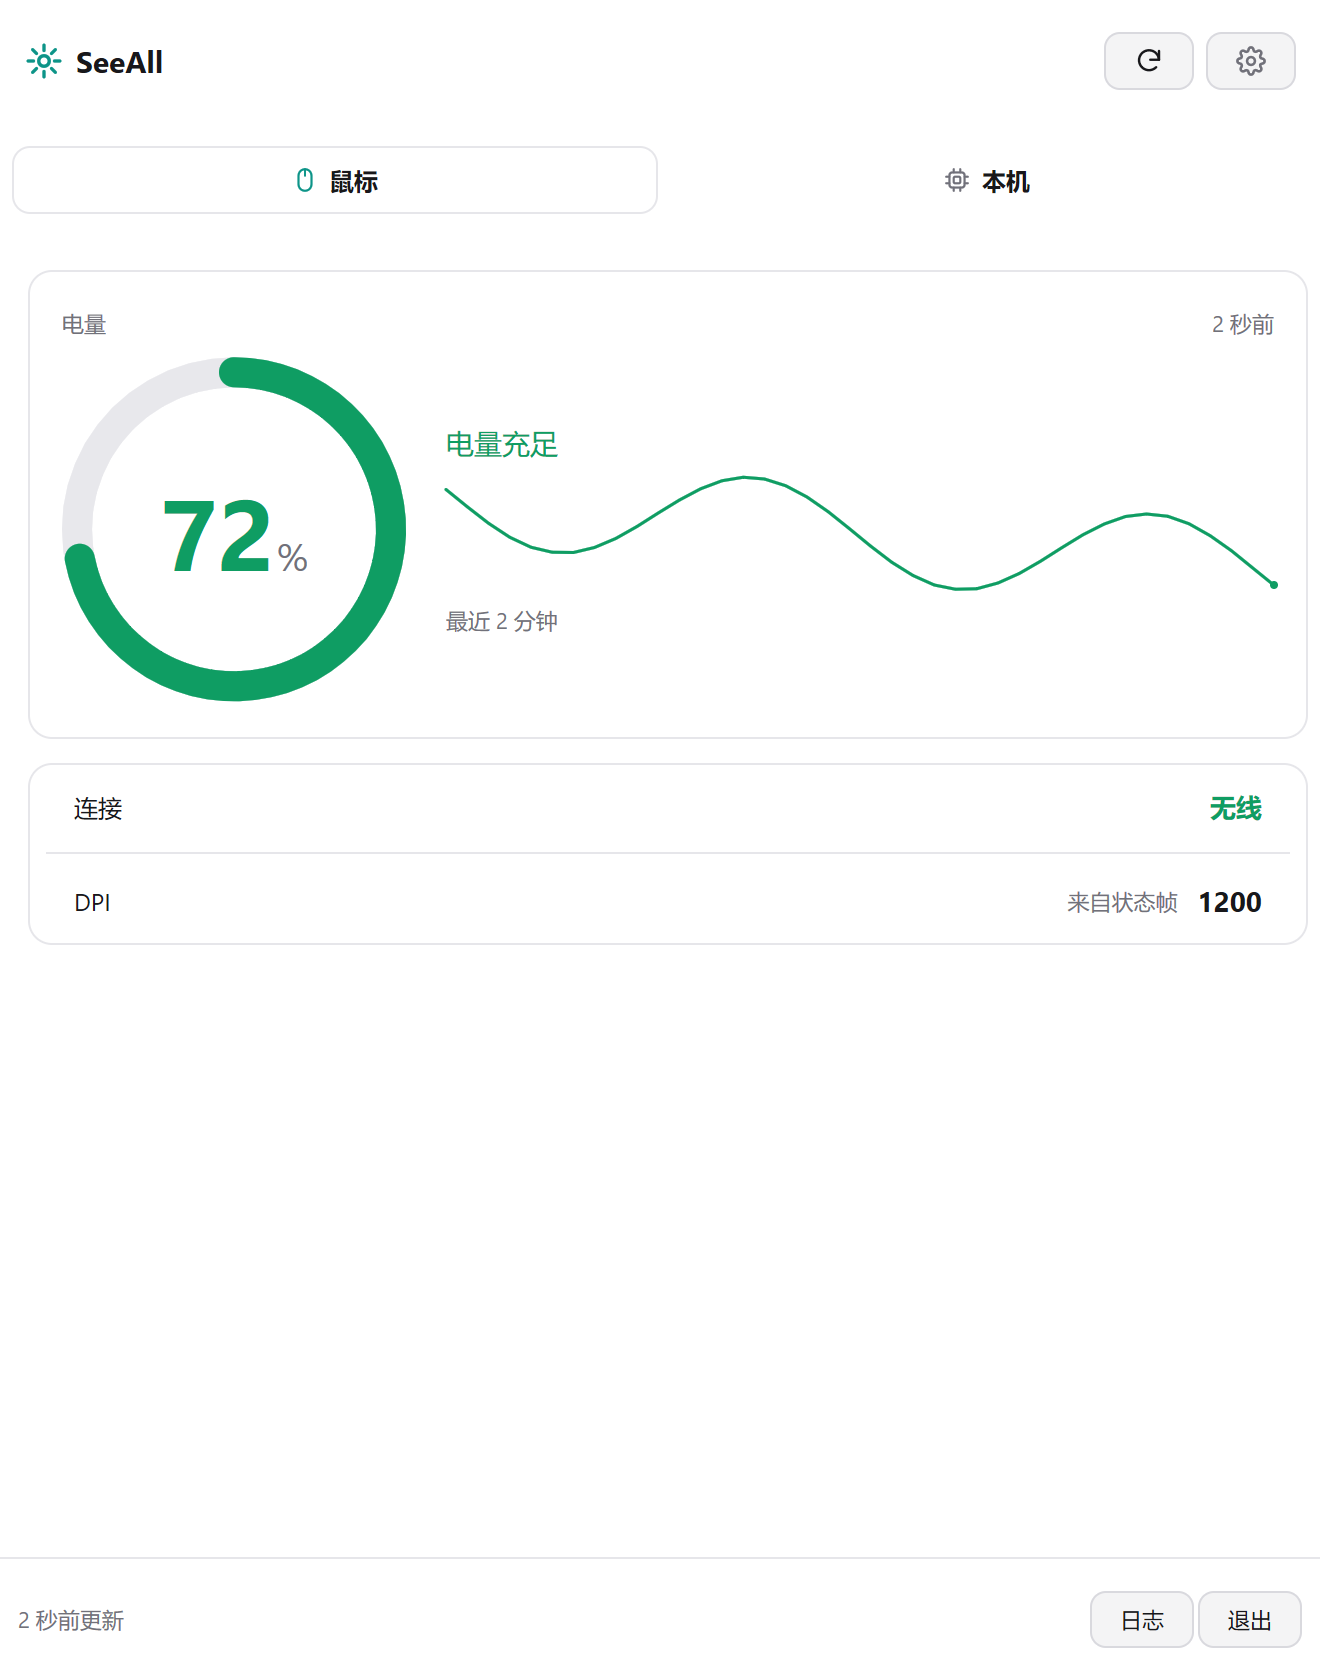 SeeAll
鼠标
本机
电量
2 秒前
72%
电量充足
最近 2 分钟
连接
无线
DPI
来自状态帧 1200
2 秒前更新
日志
退出